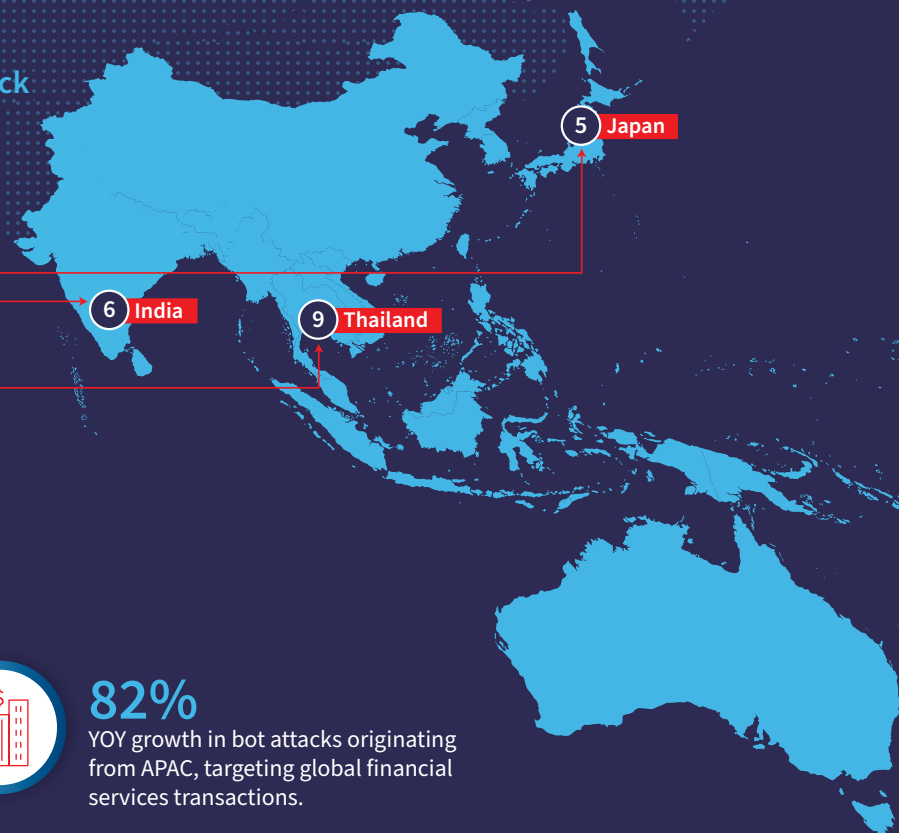 ck
5 Japan
6 India
9 Thailand
82%
YOY growth in bot attacks originating
from APAC, targeting global financial
services transactions.